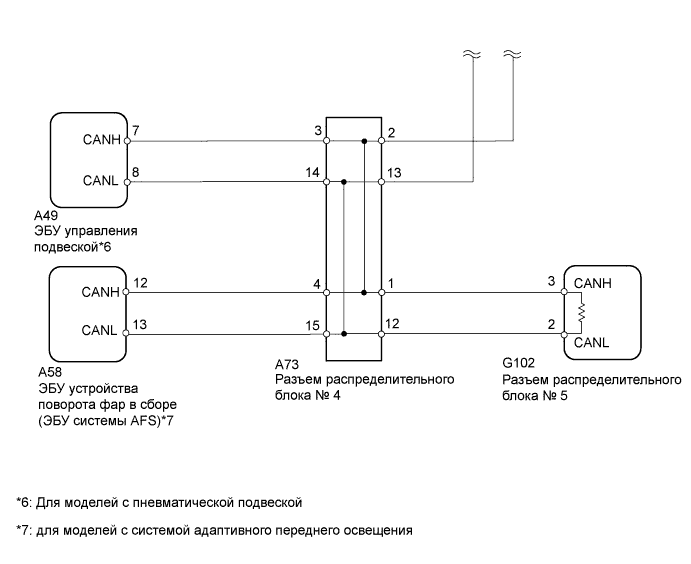 CANH 7 3 2
CANL 8 14 13
A49
ЭБУ управления
подвеской*6
CANH 12 4 1 3 CANH
CANL 13 15 12 2 CANL
A58
ЭБУ устройства
поворота фар в сборе
(ЭБУ системы AFS)*7
A73
Разъем распределительного
блока № 4
G102
Разъем распределительного
блока № 5
*6: Для моделей с пневматической подвеской
*7: для моделей с системой адаптивного переднего освещения